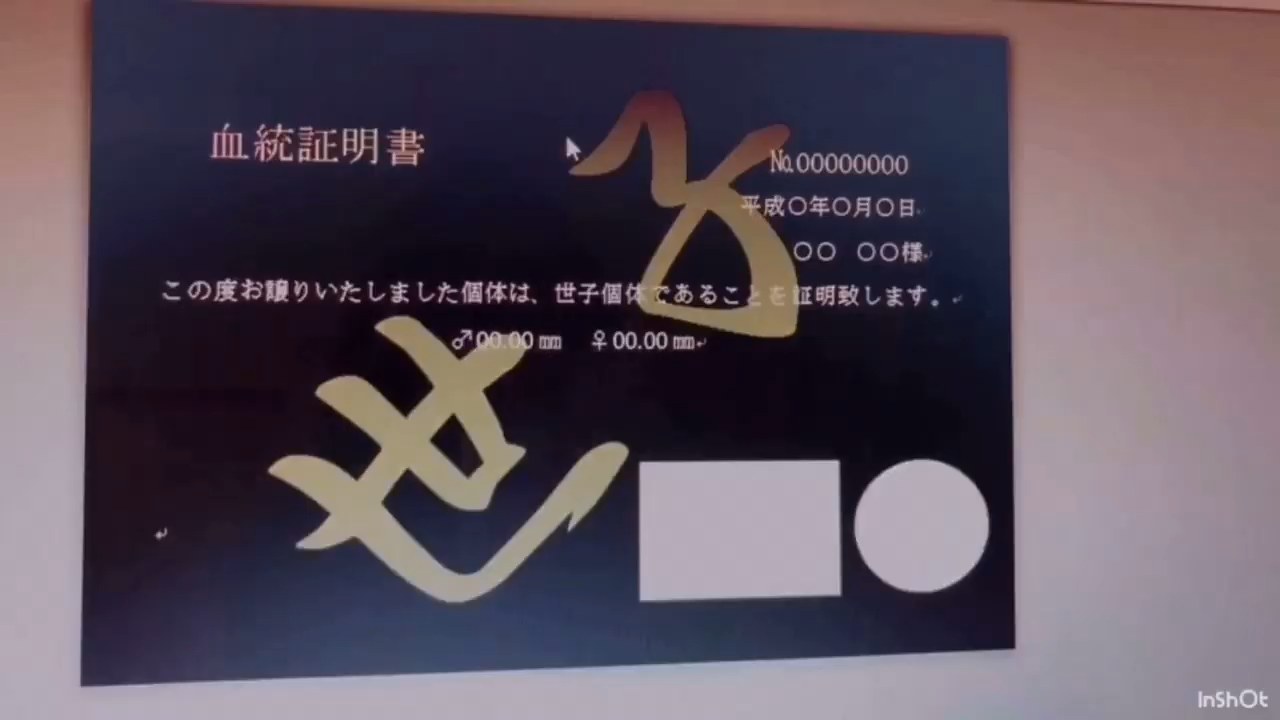 血統証明書
№00000000
平成〇年〇月〇日
〇〇 〇〇様
この度お譲りいたしました個体は、世子個体であることを証明致します。
♂00.00㎜ ♀00.00㎜
世
InShOt